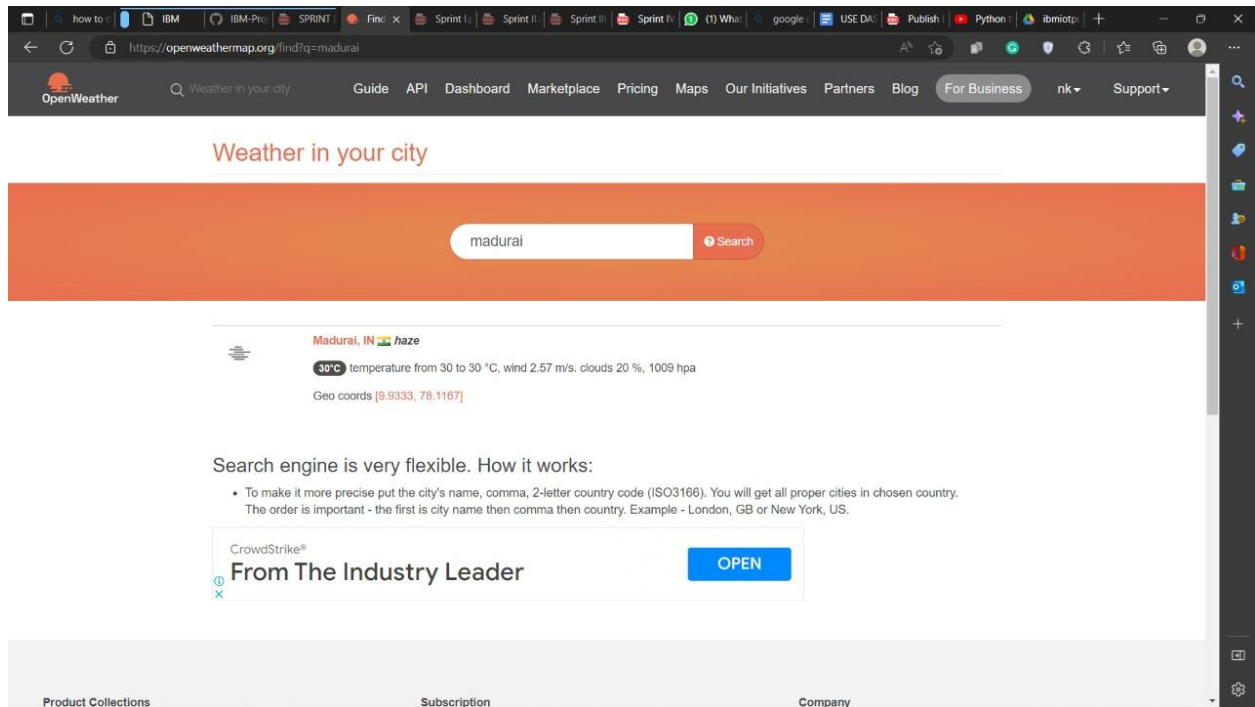 how to d
IBM
IBM-Pro
SPRINT (
Find
Sprint I.
Sprint II
Sprint III
Sprint IV
(1) What
google d
USE DAS
Publish
Python t
ibmiotp
https://openweathermap.org/find?q=madurai
OpenWeather
Weather in your city
Guide API Dashboard Marketplace Pricing Maps Our Initiatives Partners Blog For Business nk Support
Weather in your city
madurai
Search
Madurai, IN haze
30°C temperature from 30 to 30 °C, wind 2.57 m/s. clouds 20 %, 1009 hpa
Geo coords [9.9333, 78.1167]
Search engine is very flexible. How it works:
• To make it more precise put the city's name, comma, 2-letter country code (ISO3166). You will get all proper cities in chosen country.
The order is important - the first is city name then comma then country. Example - London, GB or New York, US.
CrowdStrike®
From The Industry Leader
OPEN
Product Collections
Subscription
Company